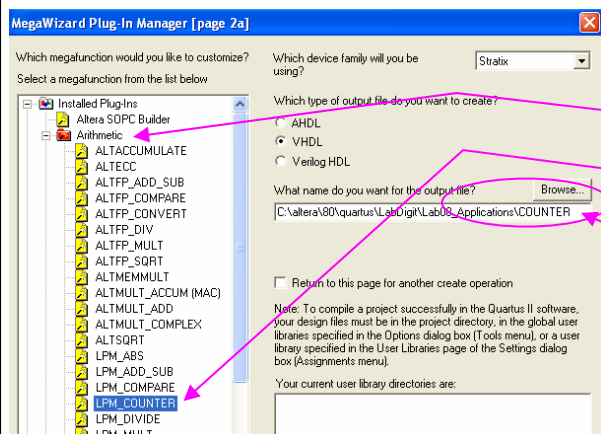 MegaWizard Plug-In Manager [page 2a]
Which megafunction would you like to customize?
Select a megafunction from the list below
Installed Plug-Ins
Altera SOPC Builder
Arithmetic
ALTACCUMULATE
ALTECC
ALTFP_ADD_SUB
ALTFP_COMPARE
ALTFP_CONVERT
ALTFP_DIV
ALTFP_MULT
ALTFP_SQRT
ALTMEMMULT
ALTMULT_ACCUM (MAC)
ALTMULT_ADD
ALTMULT_COMPLEX
ALTSQRT
LPM_ABS
LPM_ADD_SUB
LPM_COMPARE
LPM_COUNTER
LPM_DIVIDE
LPM_MULT
Which device family will you be
using?
Stratix
Which type of output file do you want to create?
AHDL
VHDL
Verilog HDL
What name do you want for the output file?
Browse...
C:\altera\80\quartus\LabDigit\Lab08_Applications\COUNTER
Return to this page for another create operation
Note: To compile a project successfully in the Quartus II software,
your design files must be in the project directory, in the global user
libraries specified in the Options dialog box (Tools menu), or a user
library specified in the User Libraries page of the Settings dialog
box (Assignments menu).
Your current user library directories are: